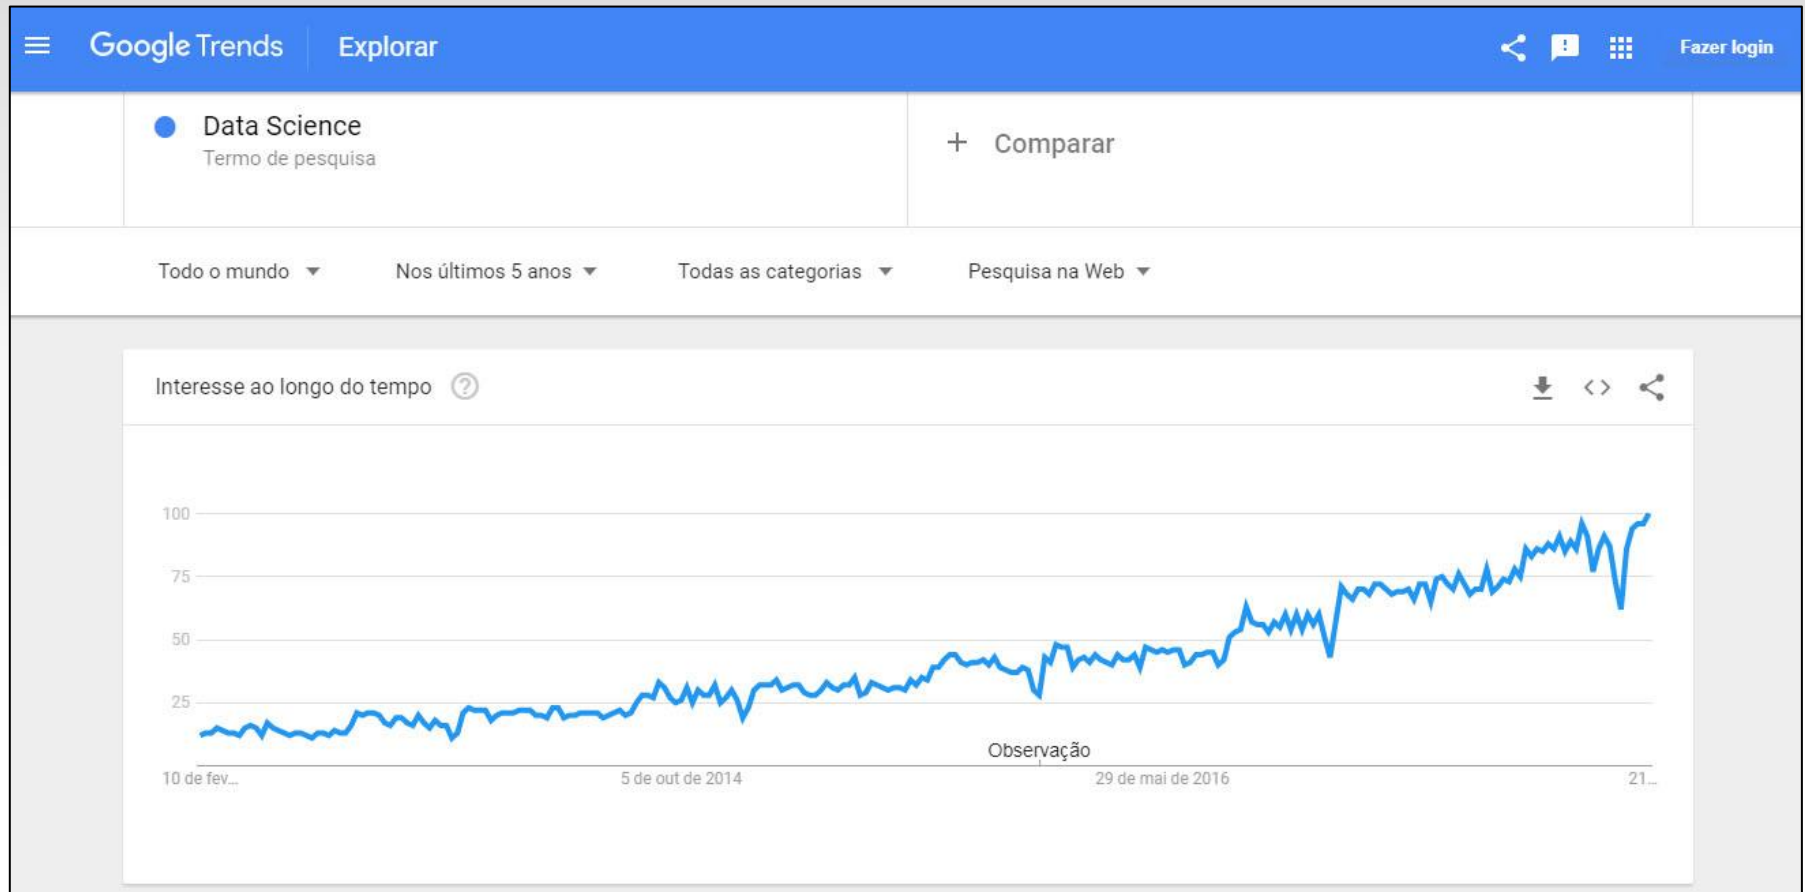 Google Trends Explorar Fazer login
Data Science
Termo de pesquisa
+ Comparar
Todo o mundo Nos últimos 5 anos Todas as categorias Pesquisa na Web
Interesse ao longo do tempo ?
100
75
50
25
Observação
10 de fev... 5 de out de 2014 29 de mai de 2016 21...